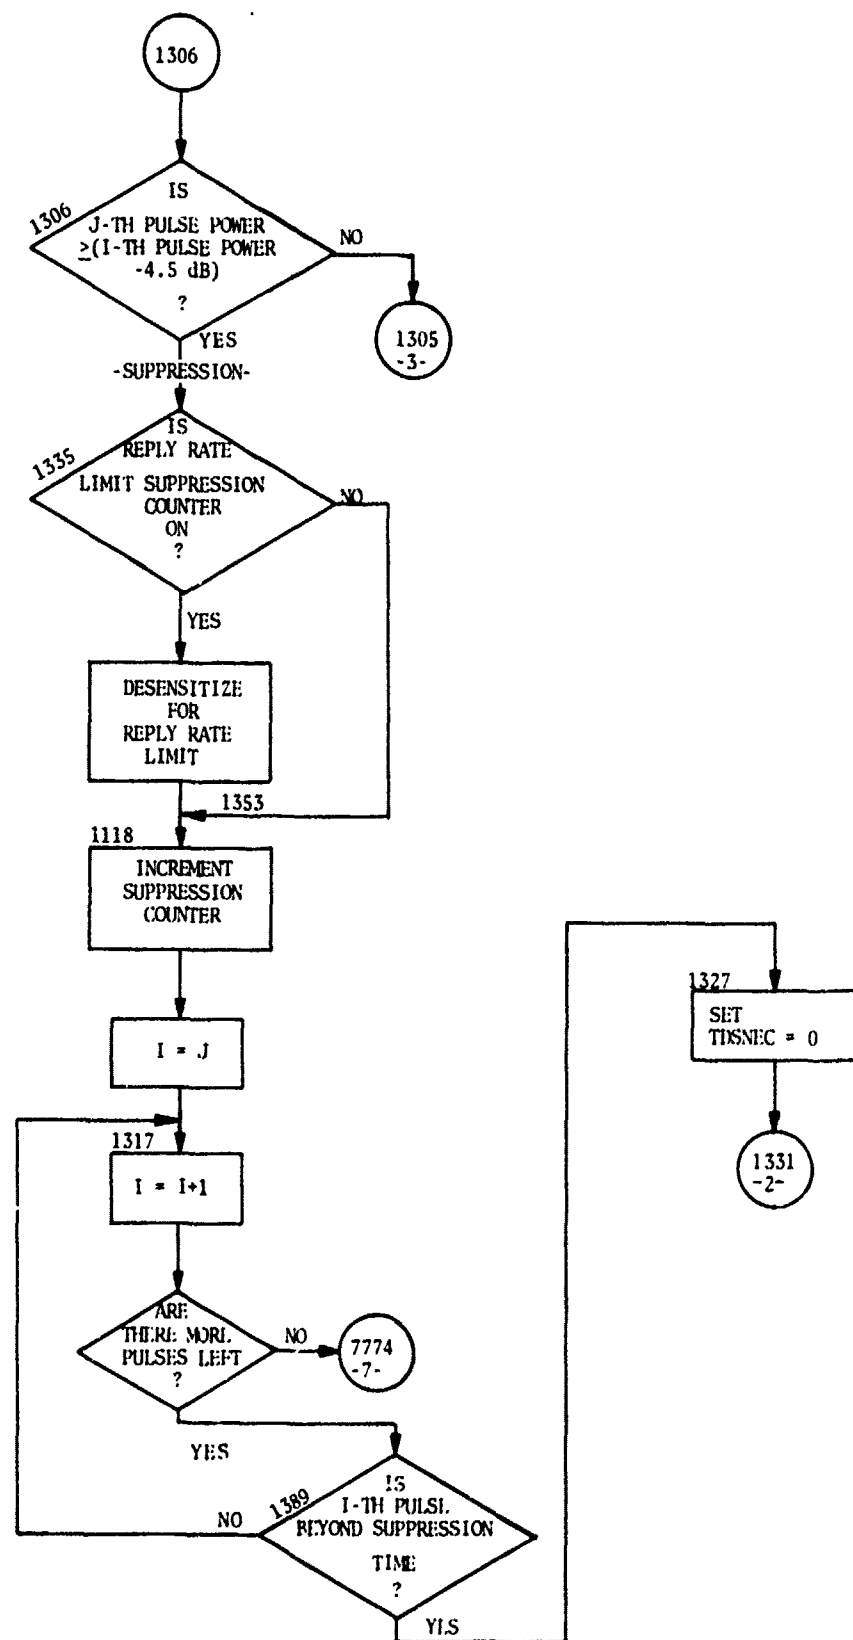 1306
1306
IS
J-TH PULSE POWER
≥(I-TH PULSE POWER
-4.5 dB)
?
NO
1305
-3-
YES
-SUPPRESSION-
1335
IS
REPLY RATE
LIMIT SUPPRESSION
COUNTER
ON
?
NO
YES
DESENSITIZE
FOR
REPLY RATE
LIMIT
1353
1118
INCREMENT
SUPPRESSION
COUNTER
I = J
1317
I = I+1
ARE
THERE MORE
PULSES LEFT
?
NO
7774
-7-
YES
1389
IS
I-TH PULSE
BEYOND SUPPRESSION
TIME
?
NO
YES
1327
SET
TDSNEC = 0
1331
-2-